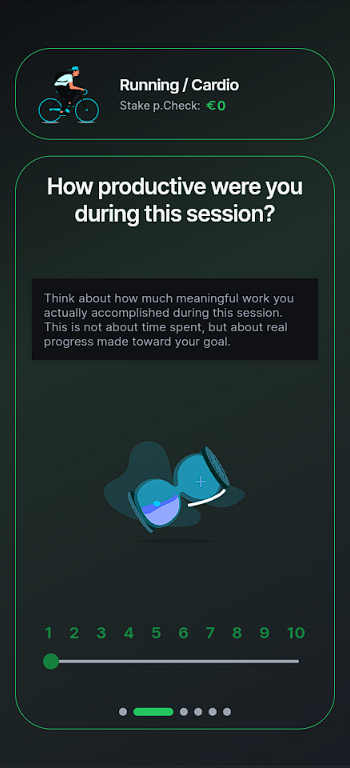 Running / Cardio
Stake p.Check: €0
How productive were you
during this session?
Think about how much meaningful work you
actually accomplished during this session.
This is not about time spent, but about real
progress made toward your goal.
1 2 3 4 5 6 7 8 9 10